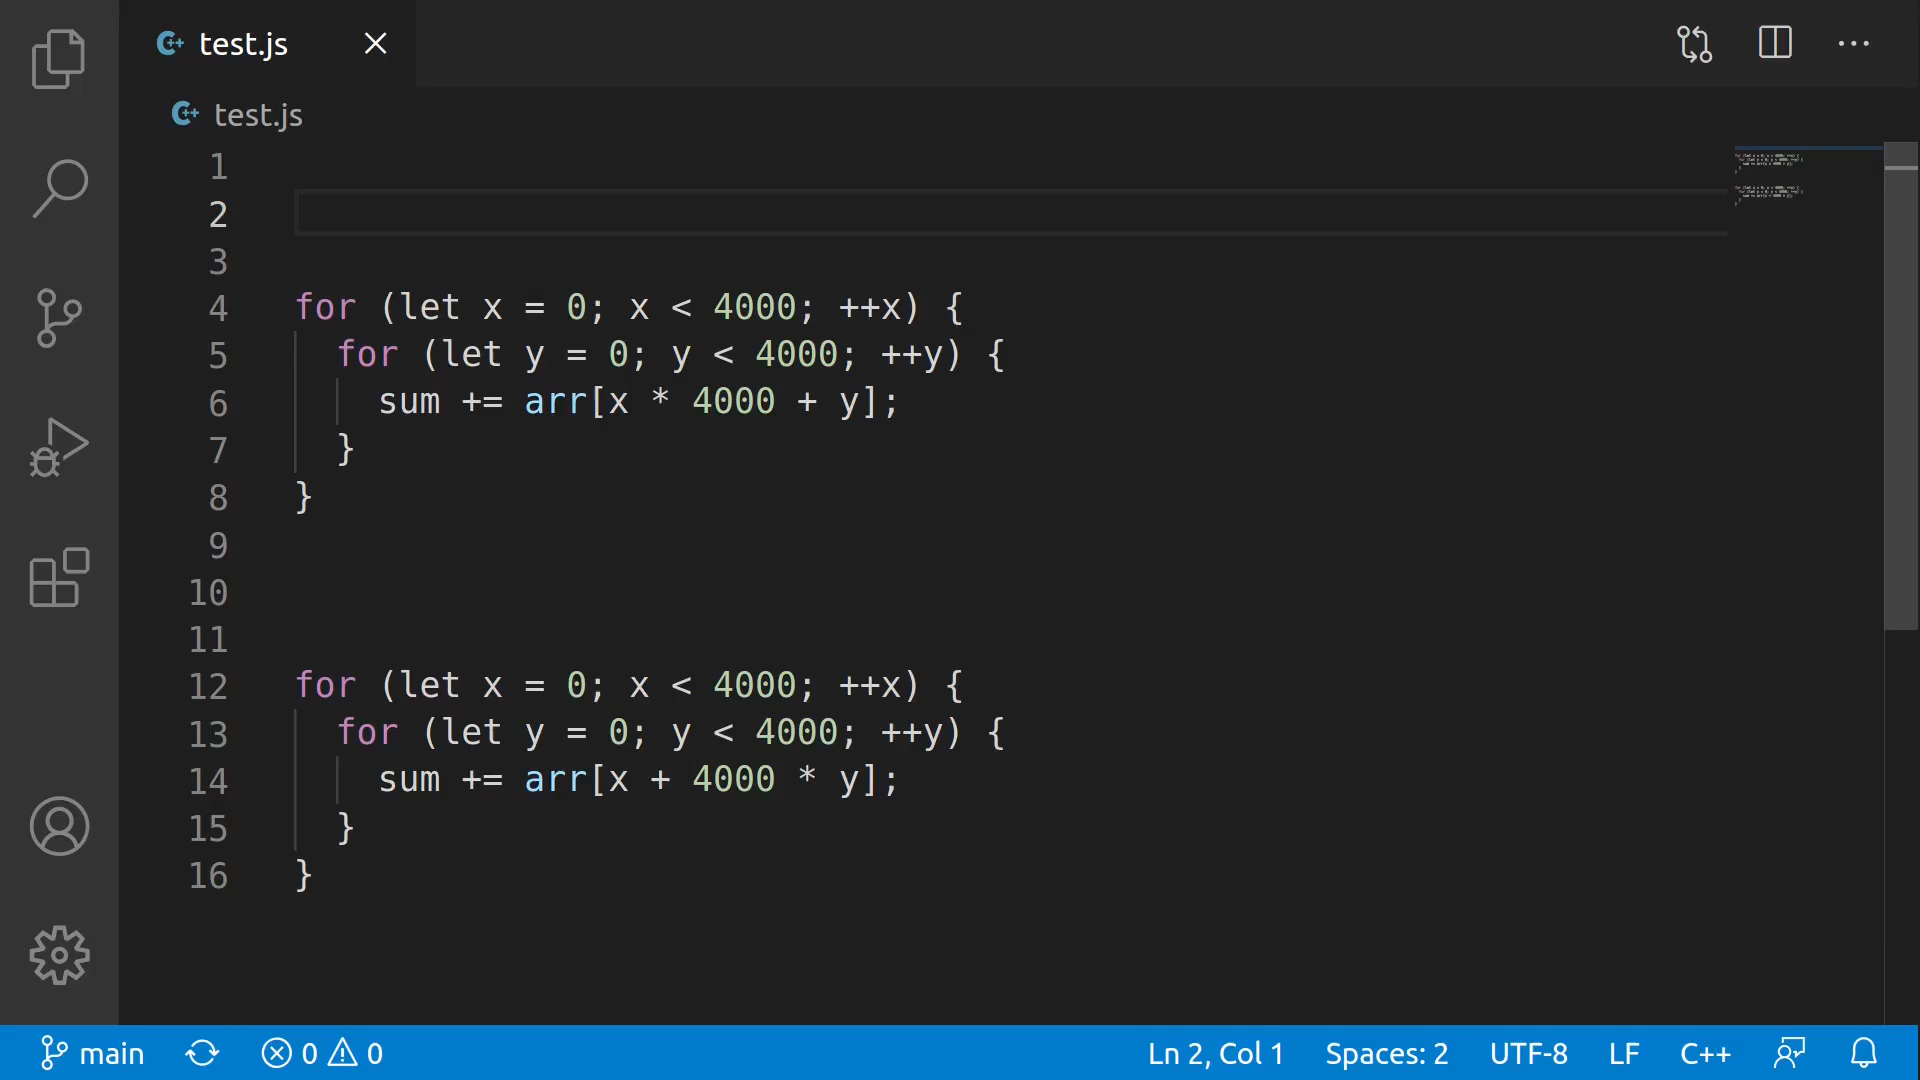 test.js
test.js
1
2
3
4 for (let x = 0; x < 4000; ++x) {
5 for (let y = 0; y < 4000; ++y) {
6 sum += arr[x * 4000 + y];
7 }
8 }
9
10
11
12 for (let x = 0; x < 4000; ++x) {
13 for (let y = 0; y < 4000; ++y) {
14 sum += arr[x + 4000 * y];
15 }
16 }
main 0 0 Ln 2, Col 1 Spaces: 2 UTF-8 LF C++